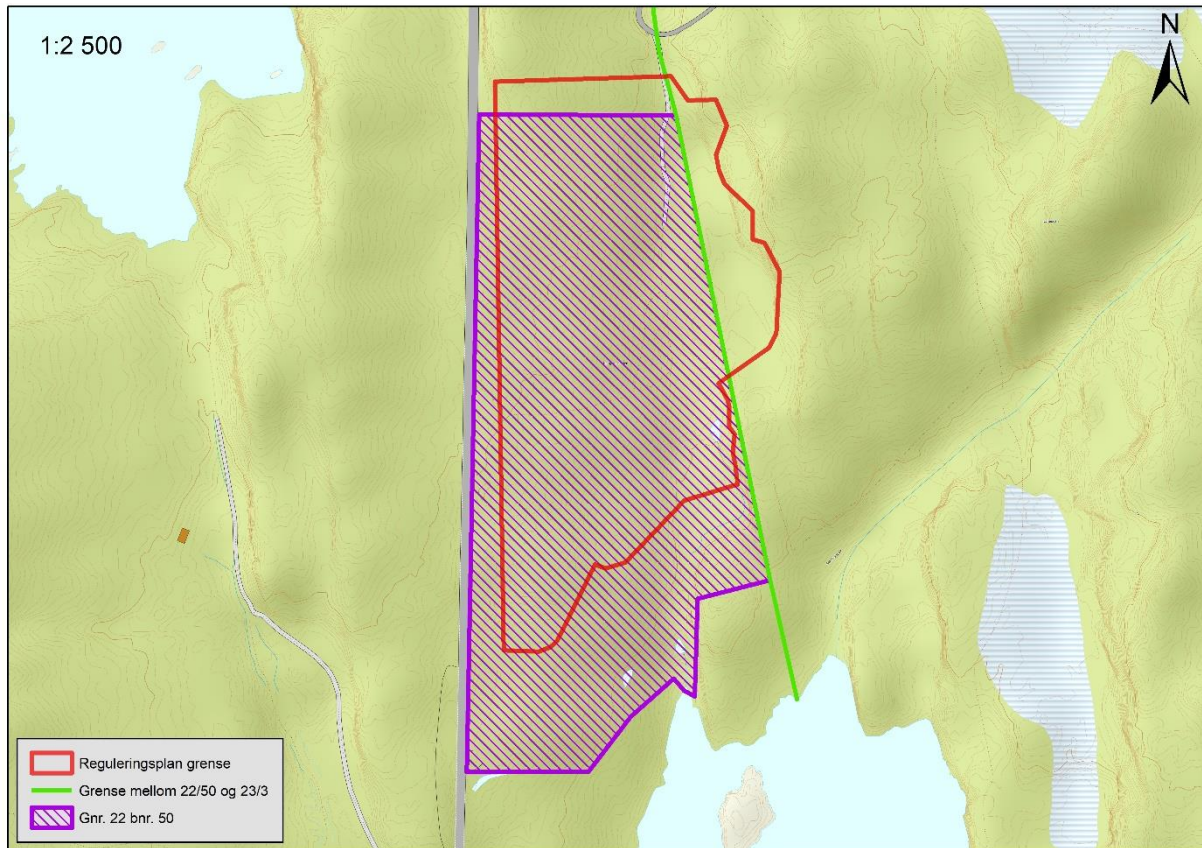 1:2 500
N
Reguleringsplan grense
Grense mellom 22/50 og 23/3
Gnr. 22 bnr. 50